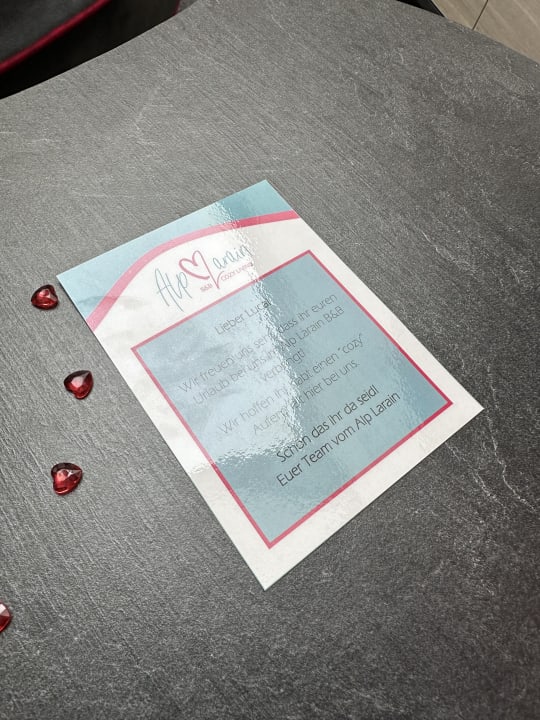 Alp Larain
B&B COZY LIVING
Lieber Luca!
Wir freuen uns sehr, dass ihr euren
Urlaub bei uns im Alp Larain B&B
verbringt!
Wir hoffen ihr habt einen "cozy"
Aufenthalt hier bei uns.
Schön das ihr da seid!
Euer Team vom Alp Larain